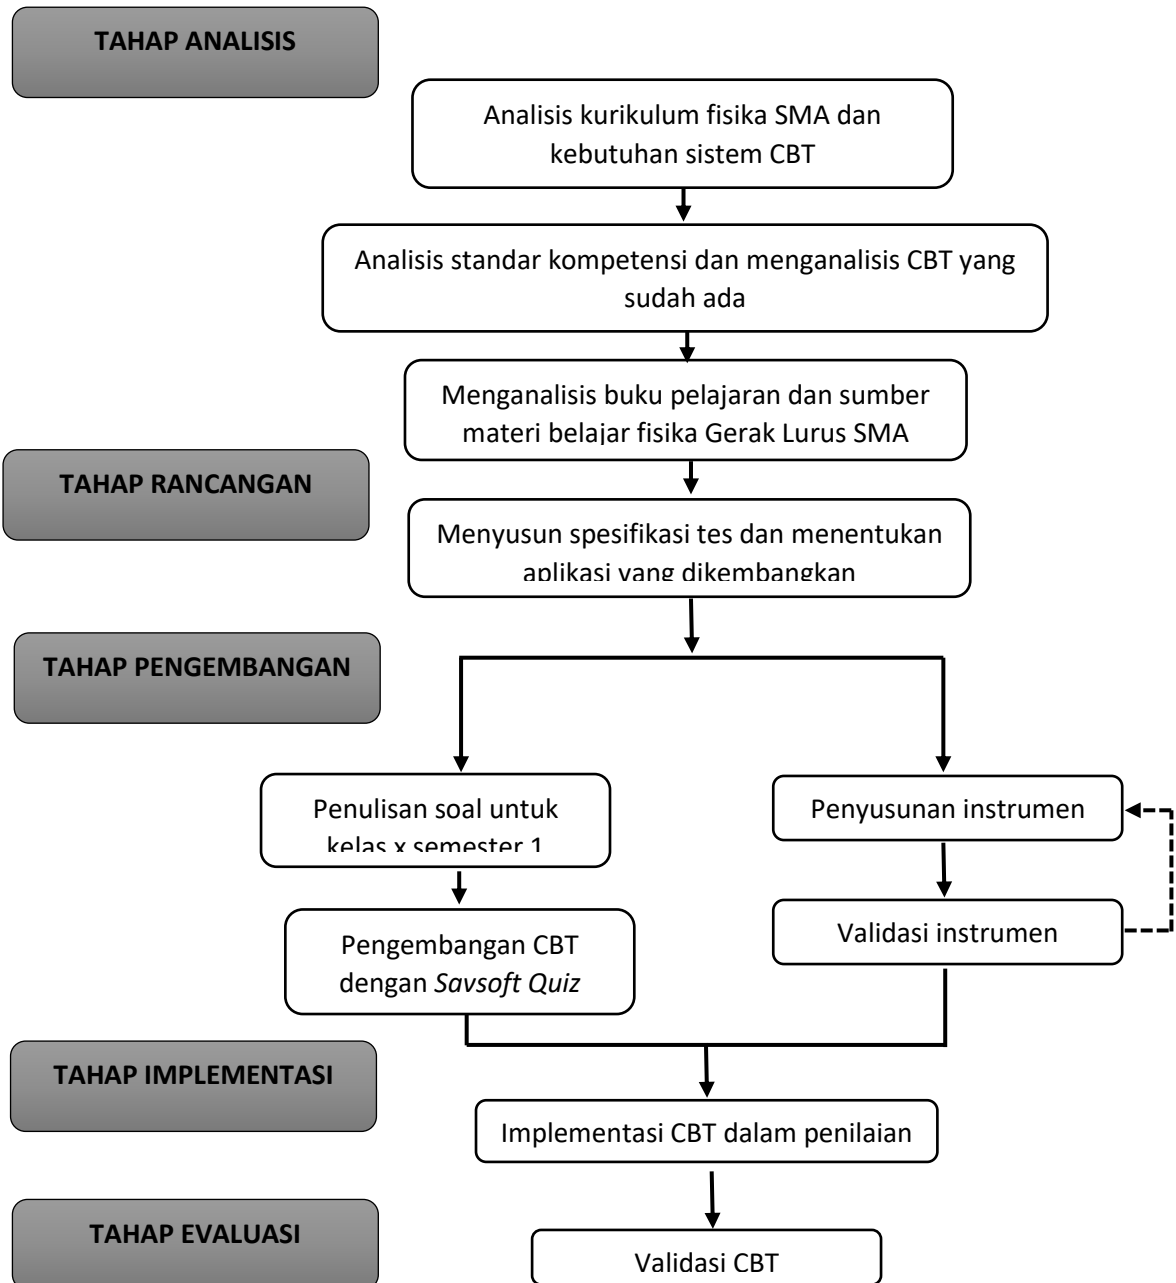 TAHAP ANALISIS
Analisis kurikulum fisika SMA dan
kebutuhan sistem CBT
Analisis standar kompetensi dan menganalisis CBT yang
sudah ada
Menganalisis buku pelajaran dan sumber
materi belajar fisika Gerak Lurus SMA
TAHAP RANCANGAN
Menyusun spesifikasi tes dan menentukan
aplikasi yang dikembangkan
TAHAP PENGEMBANGAN
Penulisan soal untuk
kelas x semester 1
Penyusunan instrumen
Pengembangan CBT
dengan Savsoft Quiz
Validasi instrumen
TAHAP IMPLEMENTASI
Implementasi CBT dalam penilaian
TAHAP EVALUASI
Validasi CBT